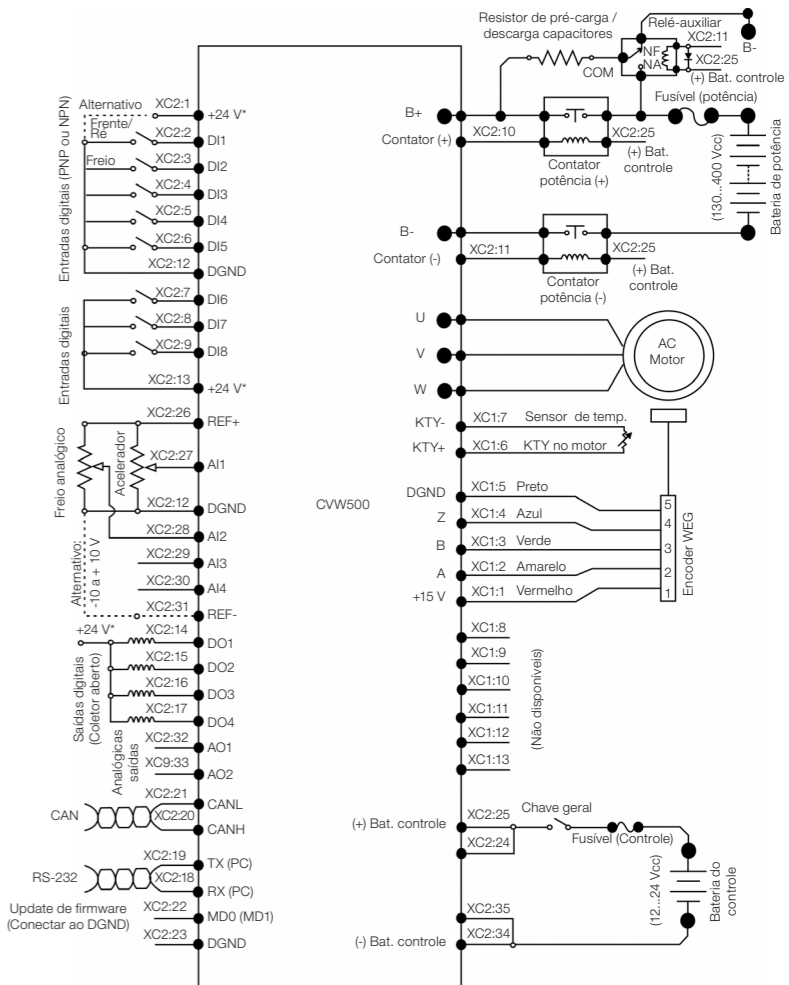 Resistor de pré-carga /
descarga capacitores
Relé-auxiliar
XC2:11
B-
NF
NA
XC2:25
COM
(+) Bat. controle
Fusível (potência)
B+
Contator (+)
XC2:10
XC2:25
(+) Bat.
controle
Contator
potência (+)
(130...400 Vcc)
Bateria de potência
B-
Contator (-)
XC2:11
XC2:25
(+) Bat.
controle
Contator
potência (-)
U
V
W
AC
Motor
KTY-
XC1:7
Sensor de temp.
KTY+
XC1:6
KTY no motor
DGND
XC1:5
Preto
5
Z
XC1:4
Azul
4
B
XC1:3
Verde
3
A
XC1:2
Amarelo
2
+15 V
XC1:1
Vermelho
1
Encoder WEG
XC1:8
XC1:9
XC1:10
XC1:11
XC1:12
XC1:13
(Não disponíveis)
(+) Bat. controle
XC2:25
XC2:24
Chave geral
Fusível (Controle)
(12...24 Vcc)
Bateria do
controle
XC2:35
(-) Bat. controle
XC2:34
CVW500
Entradas digitais (PNP ou NPN)
Alternativo
XC2:1
+24 V*
Frente/
Ré
XC2:2
DI1
Freio
XC2:3
DI2
XC2:4
DI3
XC2:5
DI4
XC2:6
DI5
XC2:12
DGND
Entradas digitais
XC2:7
DI6
XC2:8
DI7
XC2:9
DI8
XC2:13
+24 V*
XC2:26
REF+
Freio analógico
Acelerador
XC2:27
AI1
XC2:12
DGND
XC2:28
AI2
Alternativo:
-10 a + 10 V
XC2:29
AI3
XC2:30
AI4
XC2:31
REF-
+24 V*
XC2:14
DO1
XC2:15
DO2
XC2:16
DO3
XC2:17
DO4
Saídas digitais
(Coletor aberto)
XC2:32
AO1
XC9:33
AO2
Analógicas
saídas
XC2:21
CANL
CAN
XC2:20
CANH
XC2:19
TX (PC)
RS-232
XC2:18
RX (PC)
Update de firmware
(Conectar ao DGND)
XC2:22
MD0 (MD1)
XC2:23
DGND